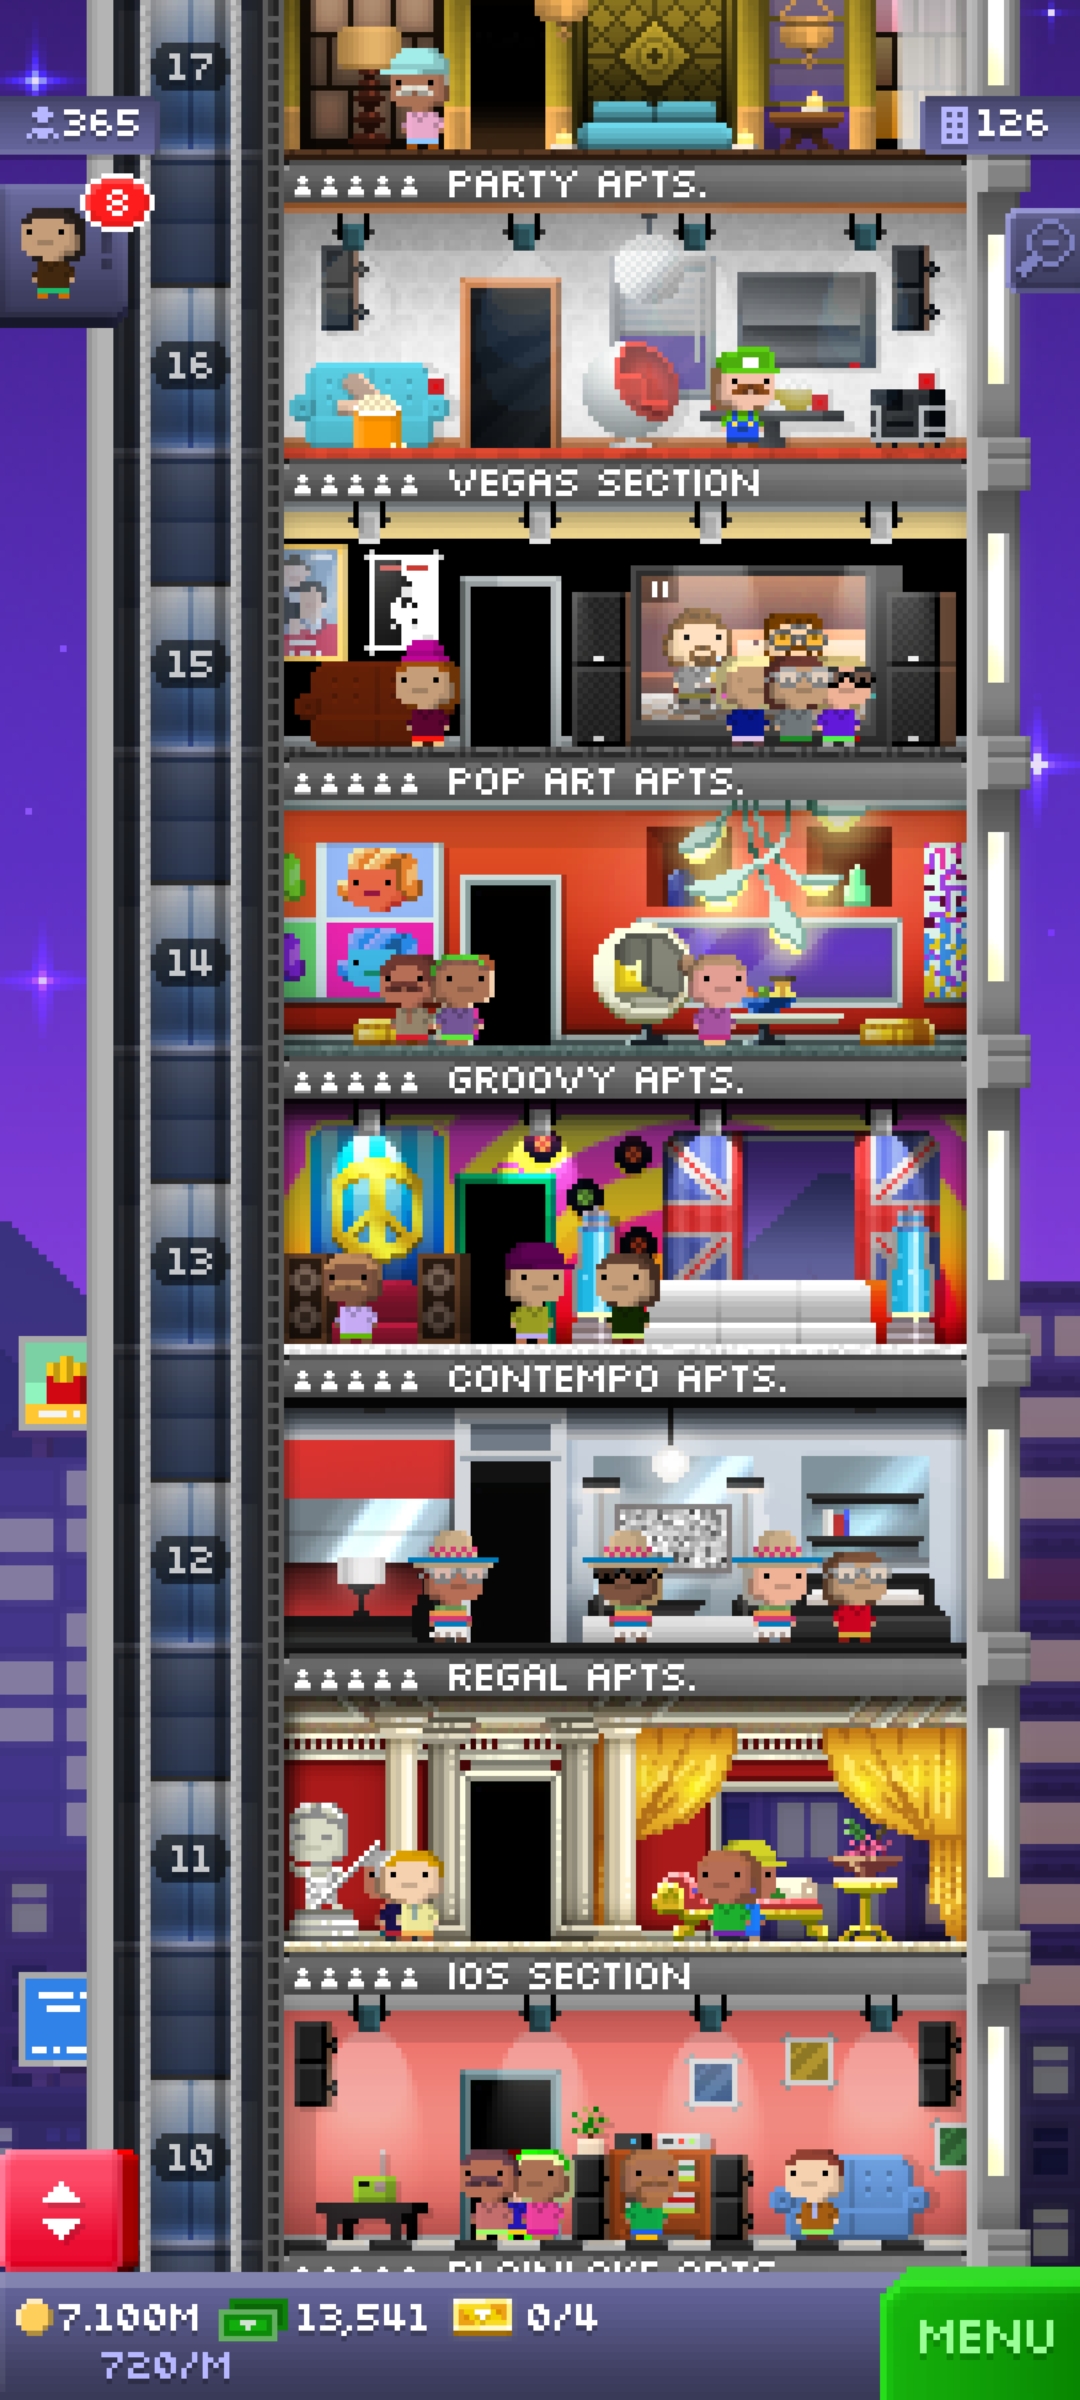 17
365
126
PARTY APTS.
8
16
VEGAS SECTION
15
POP ART APTS.
14
GROOVY APTS.
13
CONTEMPO APTS.
12
REGAL APTS.
11
IOS SECTION
10
7.100M 13,541 0/4
720/M
MENU